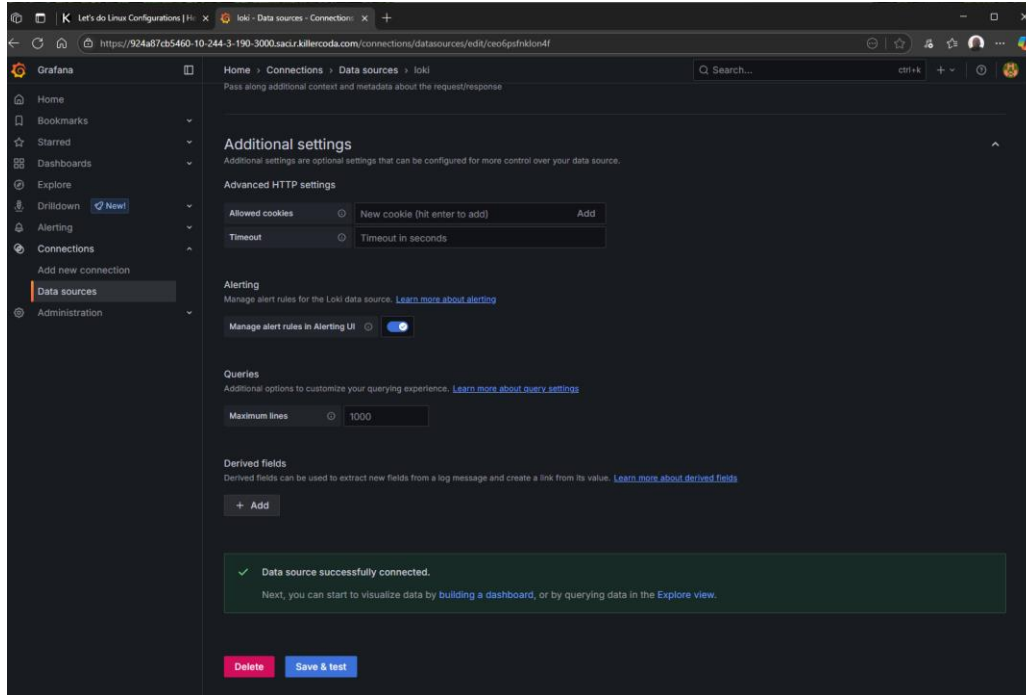 Let's do Linux Configurations | Ho
loki - Data sources - Connections
https://924a87cb5460-10-244-3-190-3000.saci.r.killercoda.com/connections/datasources/edit/ceo6psfnklon4f
Grafana
Home › Connections › Data sources › loki
Search...
ctrl+k
Pass along additional context and metadata about the request/response
Home
Bookmarks
Starred
Dashboards
Explore
Drilldown New!
Alerting
Connections
Add new connection
Data sources
Administration
Additional settings
Additional settings are optional settings that can be configured for more control over your data source.
Advanced HTTP settings
Allowed cookies New cookie (hit enter to add) Add
Timeout Timeout in seconds
Alerting
Manage alert rules for the Loki data source. Learn more about alerting
Manage alert rules in Alerting UI
Queries
Additional options to customize your querying experience. Learn more about query settings
Maximum lines 1000
Derived fields
Derived fields can be used to extract new fields from a log message and create a link from its value. Learn more about derived fields
+ Add
Data source successfully connected.
Next, you can start to visualize data by building a dashboard, or by querying data in the Explore view.
Delete Save & test